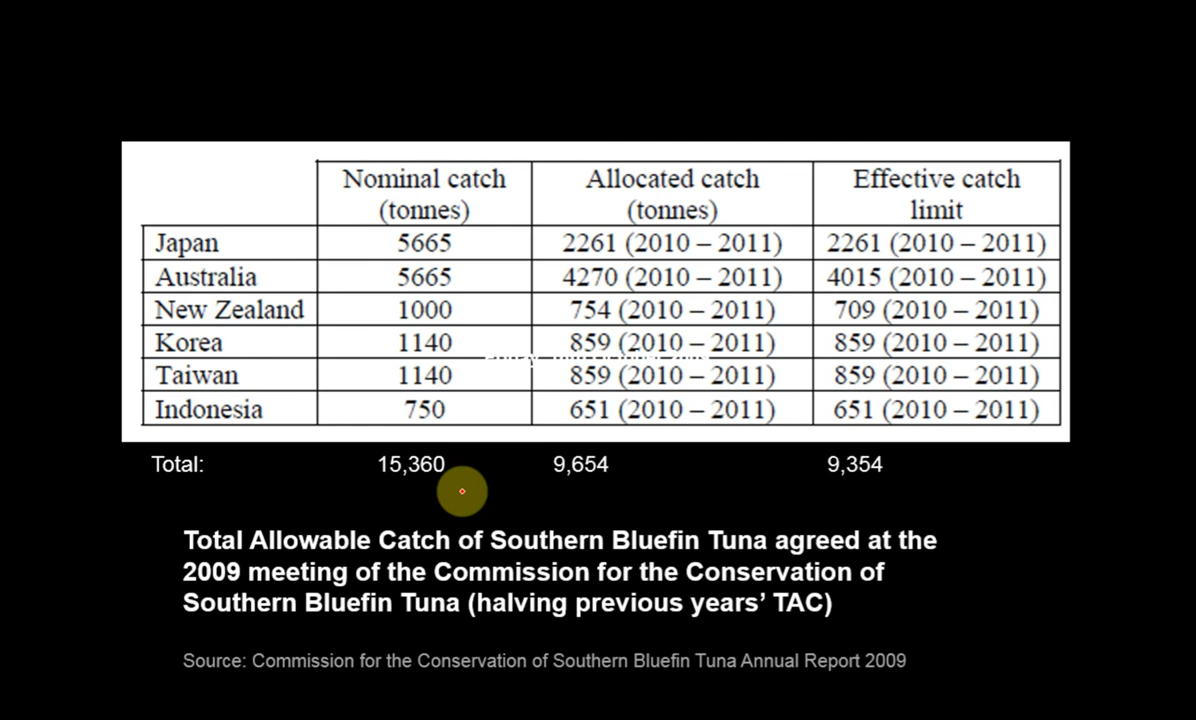 Nominal catch (tonnes) Allocated catch (tonnes) Effective catch limit
Japan 5665 2261 (2010 – 2011) 2261 (2010 – 2011)
Australia 5665 4270 (2010 – 2011) 4015 (2010 – 2011)
New Zealand 1000 754 (2010 – 2011) 709 (2010 – 2011)
Korea 1140 859 (2010 – 2011) 859 (2010 – 2011)
Taiwan 1140 859 (2010 – 2011) 859 (2010 – 2011)
Indonesia 750 651 (2010 – 2011) 651 (2010 – 2011)
Total: 15,360 9,654 9,354
Total Allowable Catch of Southern Bluefin Tuna agreed at the
2009 meeting of the Commission for the Conservation of
Southern Bluefin Tuna (halving previous years’ TAC)
Source: Commission for the Conservation of Southern Bluefin Tuna Annual Report 2009